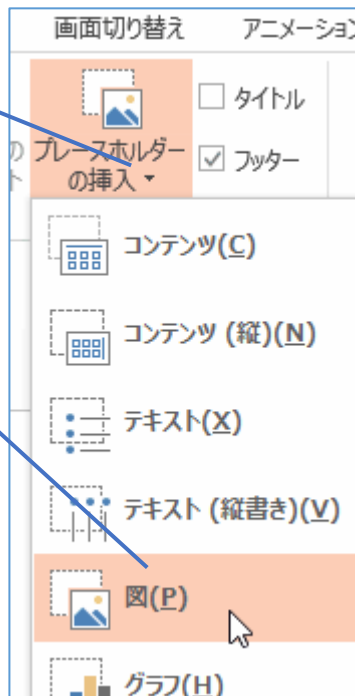 画面切り替え アニメーション
プレースホルダー
の挿入
タイトル
フッター
の
ト
コンテンツ(C)
コンテンツ (縦)(N)
テキスト(X)
テキスト (縦書き)(V)
図(P)
グラフ(H)